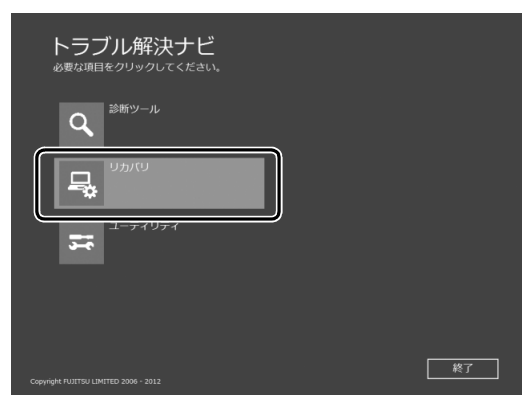 トラブル解決ナビ
必要な項目をクリックしてください。
診断ツール
リカバリ
ユーティリティ
終了
Copyright FUJITSU LIMITED 2006 - 2012